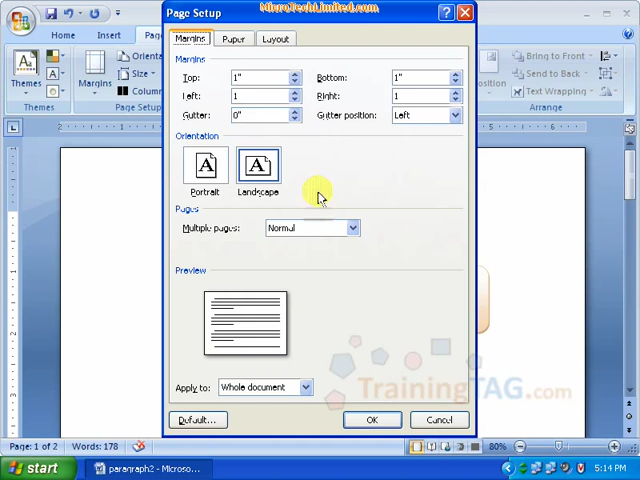 MicroTechLimited.com
Page Setup
Home
Insert
Pag
Margins
Paper
Layout
Themes
Themes
Margins
Orienta
Size
Colum
Page Setup
Bring to Front
Send to Back
Text Wrapping
Arrange
Margins
Top: 1" Bottom: 1"
Left: 1 Right: 1
Gutter: 0" Gutter position: Left
Orientation
Portrait Landscape
Pages
Multiple pages: Normal
Preview
Apply to: Whole document
TrainingTAG.com
Default... OK Cancel
Page: 1 of 2 Words: 178 80%
start paragraph2 - Microso... 5:14 PM